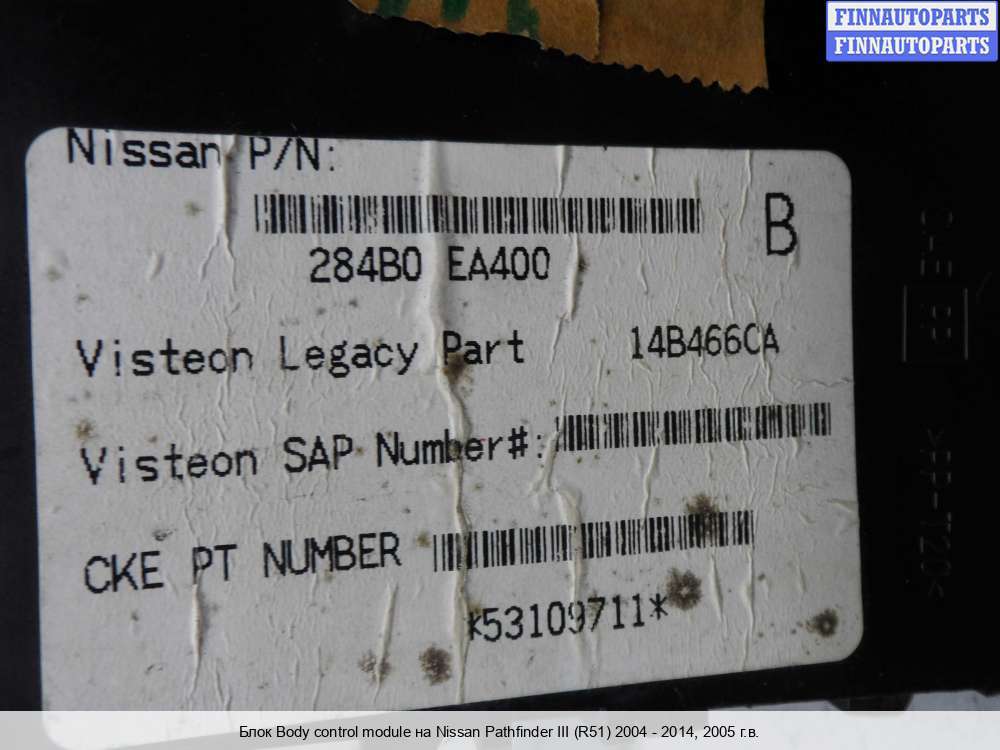 FINNAUTOPARTS
FINNAUTOPARTS
Nissan P/N:
284B0 EA400
B
Visteon Legacy Part 14B466CA
Visteon SAP Number#:
CKE PT NUMBER
*53109711*
Блок Body control module на Nissan Pathfinder III (R51) 2004 - 2014, 2005 г.в.